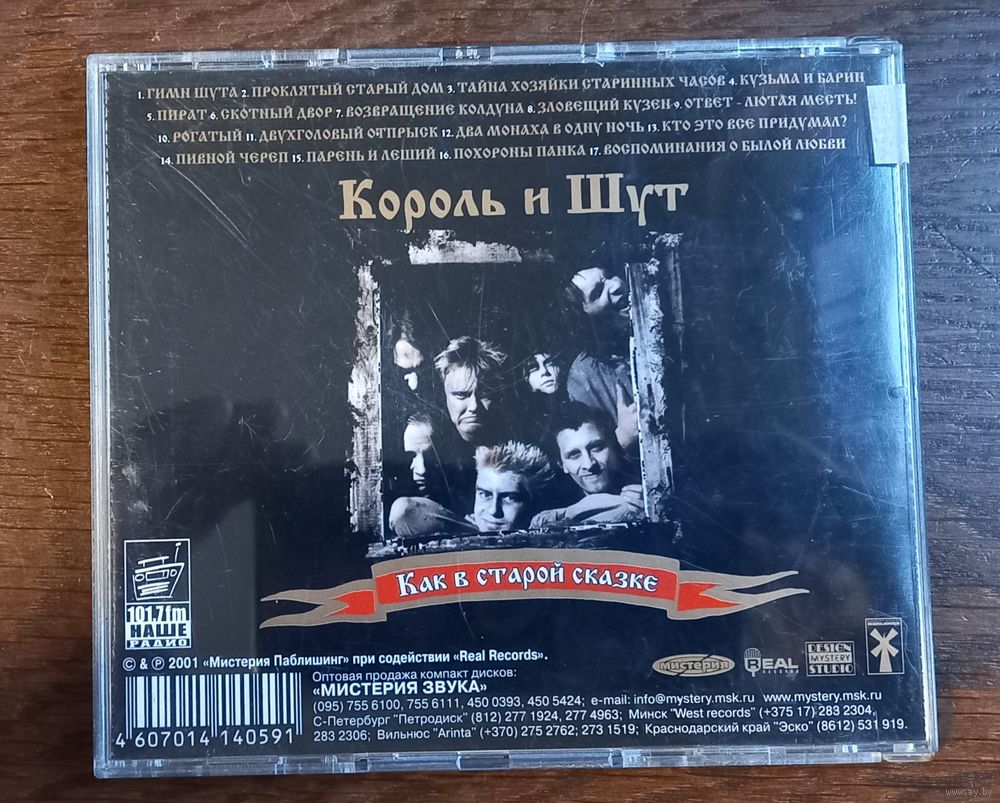 1. ГИМН ШУТА 2. ПРОКЛЯТЫЙ СТАРЫЙ ДОМ 3. ТАЙНА ХОЗЯЙКИ СТАРИННЫХ ЧАСОВ 4. КУЗЬМА И БАРИН
5. ПИРАТ 6. СКОТНЫЙ ДВОР 7. ВОЗВРАЩЕНИЕ КОЛДУНА 8. ЗЛОВЕЩИЙ КУЗЕН 9. ОТВЕТ - ЛЮТАЯ МЕСТЬ!
10. РОГАТЫЙ 11. ДВУХГОЛОВЫЙ ОТПРЫСК 12. ДВА МОНАХА В ОДНУ НОЧЬ 13. КТО ЭТО ВСЕ ПРИДУМАЛ?
14. ПИВНОЙ ЧЕРЕП 15. ПАРЕНЬ И ЛЕШИЙ 16. ПОХОРОНЫ ПАНКА 17. ВОСПОМИНАНИЯ О БЫЛОЙ ЛЮБВИ
Король и Шут
Как в старой сказке
101.7fm
НАШЕ
РАДИО
© & ℗ 2001 «Мистерия Паблишинг» при содействии «Real Records».
мистерия
REAL
Records
DESIGN
MYSTERY
STUDIO
Оптовая продажа компакт дисков:
«МИСТЕРИЯ ЗВУКА»
(095) 755 6100, 755 6111, 450 0393, 450 5424; e-mail: info@mystery.msk.ru www.mystery.msk.ru
С-Петербург "Петродиск" (812) 277 1924, 277 4963; Минск "West records" (+375 17) 283 2304,
283 2306; Вильнюс "Arinta" (+370) 275 2762; 273 1519; Краснодарский край "Эско" (8612) 531 919.
4 607014 140591
www.ay.by